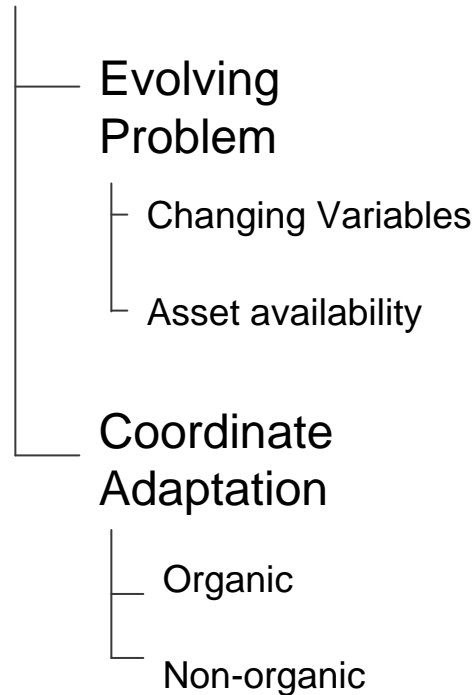 Evolving
Problem
Changing Variables
Asset availability
Coordinate
Adaptation
Organic
Non-organic